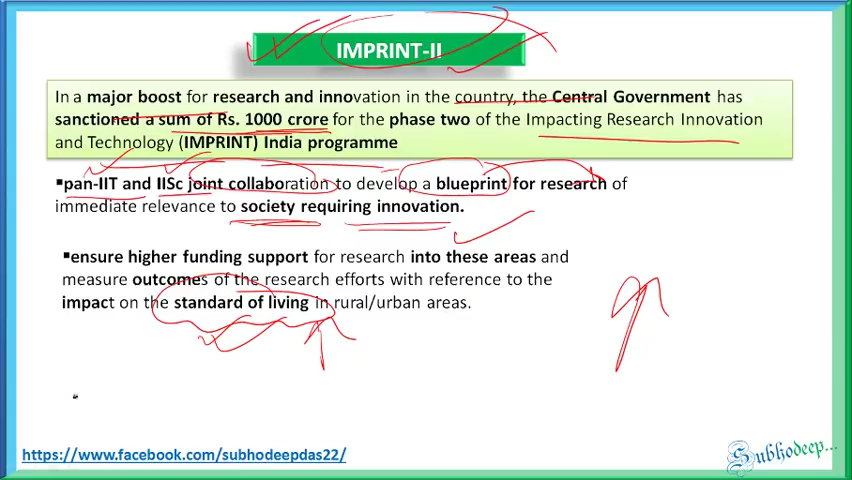 IMPRINT-II
In a major boost for research and innovation in the country, the Central Government has
sanctioned a sum of Rs. 1000 crore for the phase two of the Impacting Research Innovation
and Technology (IMPRINT) India programme
▪pan-IIT and IISc joint collaboration to develop a blueprint for research of
immediate relevance to society requiring innovation.
▪ensure higher funding support for research into these areas and
measure outcomes of the research efforts with reference to the
impact on the standard of living in rural/urban areas.
https://www.facebook.com/subhodeepdas22/
Subhodeep...